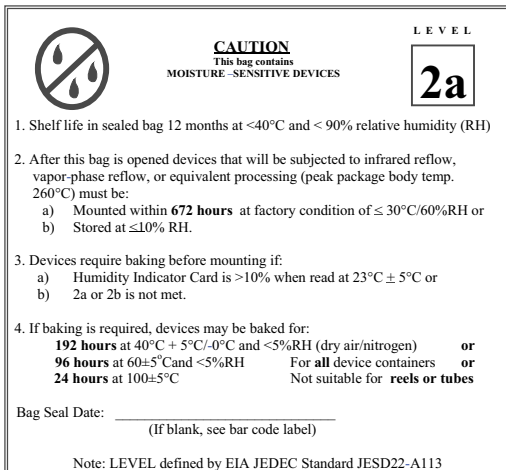 LEVEL
CAUTION
This bag contains
MOISTURE –SENSITIVE DEVICES
2a
1. Shelf life in sealed bag 12 months at <40°C and < 90% relative humidity (RH)
2. After this bag is opened devices that will be subjected to infrared reflow,
vapor-phase reflow, or equivalent processing (peak package body temp.
260°C) must be:
a) Mounted within 672 hours at factory condition of ≤ 30°C/60%RH or
b) Stored at ≤10% RH.
3. Devices require baking before mounting if:
a) Humidity Indicator Card is >10% when read at 23°C ± 5°C or
b) 2a or 2b is not met.
4. If baking is required, devices may be baked for:
192 hours at 40°C + 5°C/-0°C and <5%RH (dry air/nitrogen) or
96 hours at 60±5°Cand <5%RH For all device containers or
24 hours at 100±5°C Not suitable for reels or tubes
Bag Seal Date: ____________________________
(If blank, see bar code label)
Note: LEVEL defined by EIA JEDEC Standard JESD22-A113